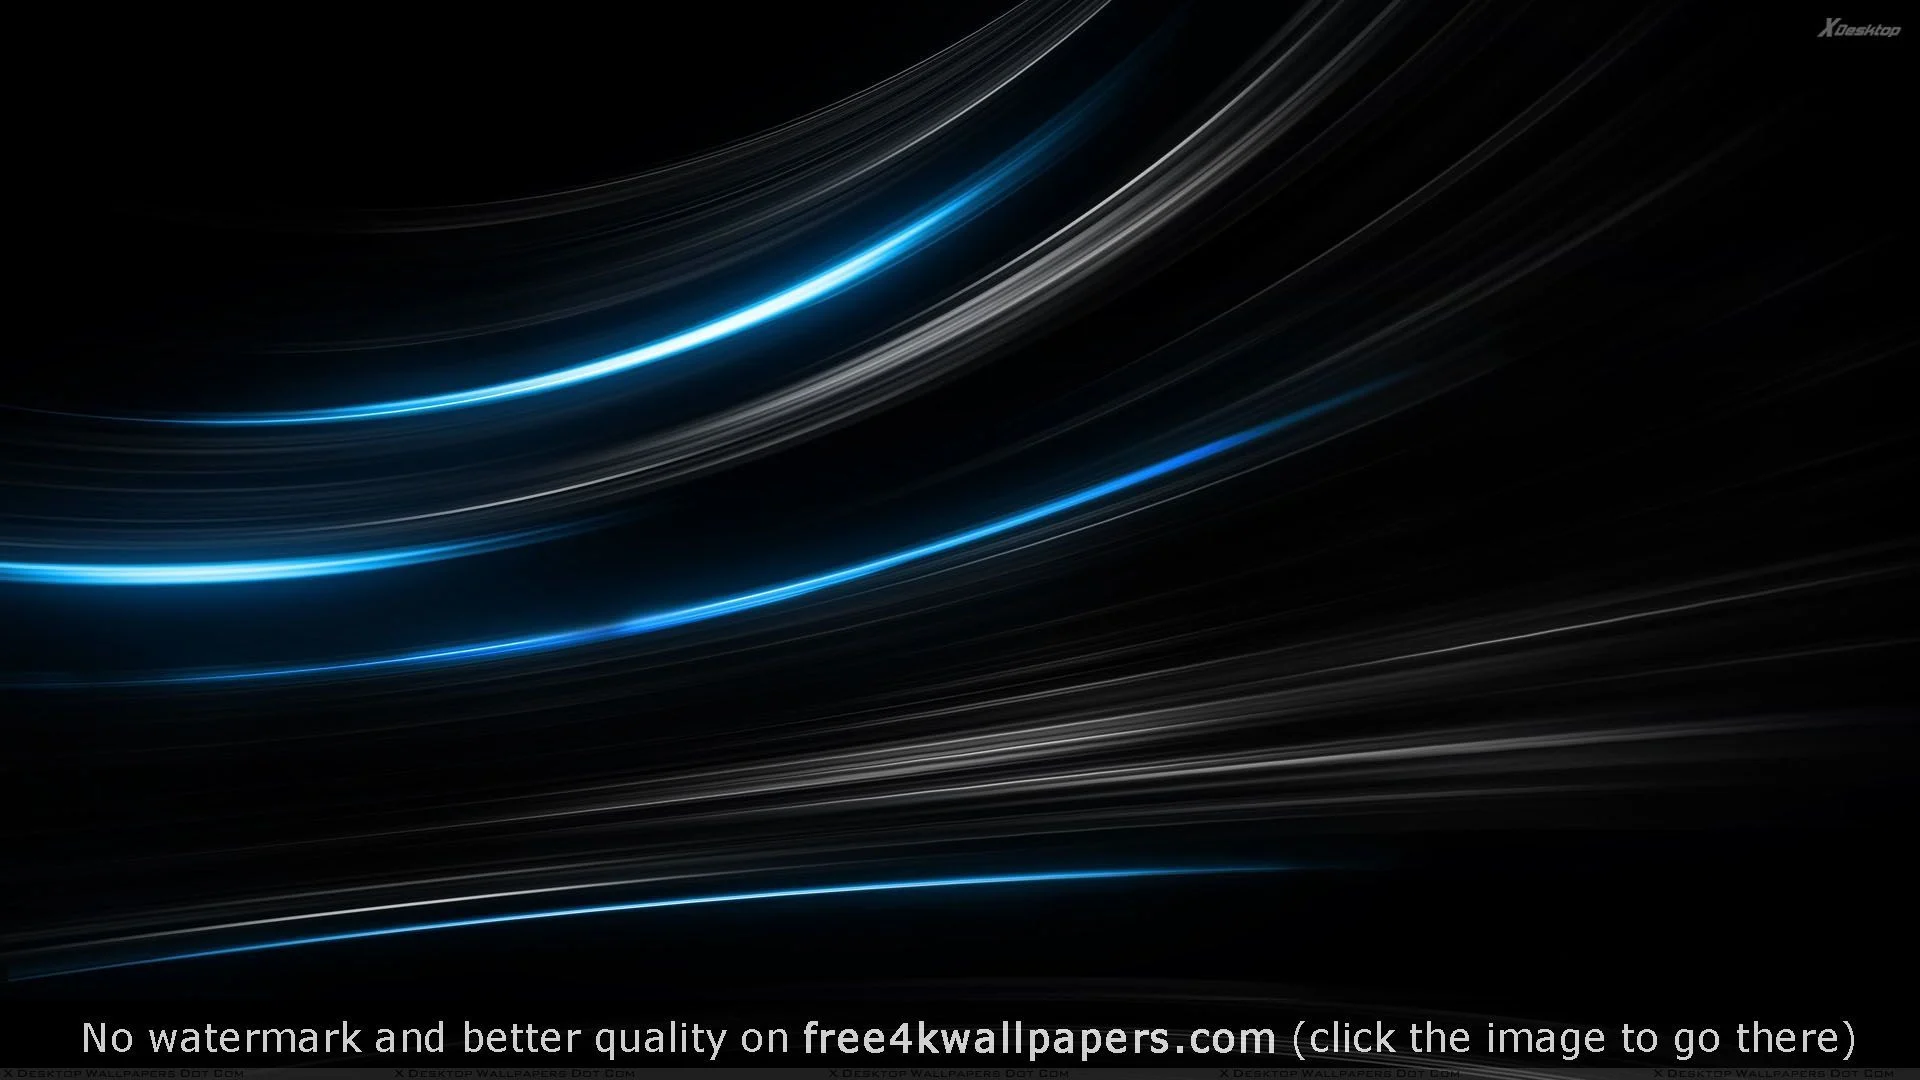 XDesktop
No watermark and better quality on free4kwallpapers.com (click the image to go there)
X Desktop Wallpapers Dot Com X Desktop Wallpapers Dot Com X Desktop Wallpapers Dot Com X Desktop Wallpapers Dot Com X Desktop Wallpapers Dot Com